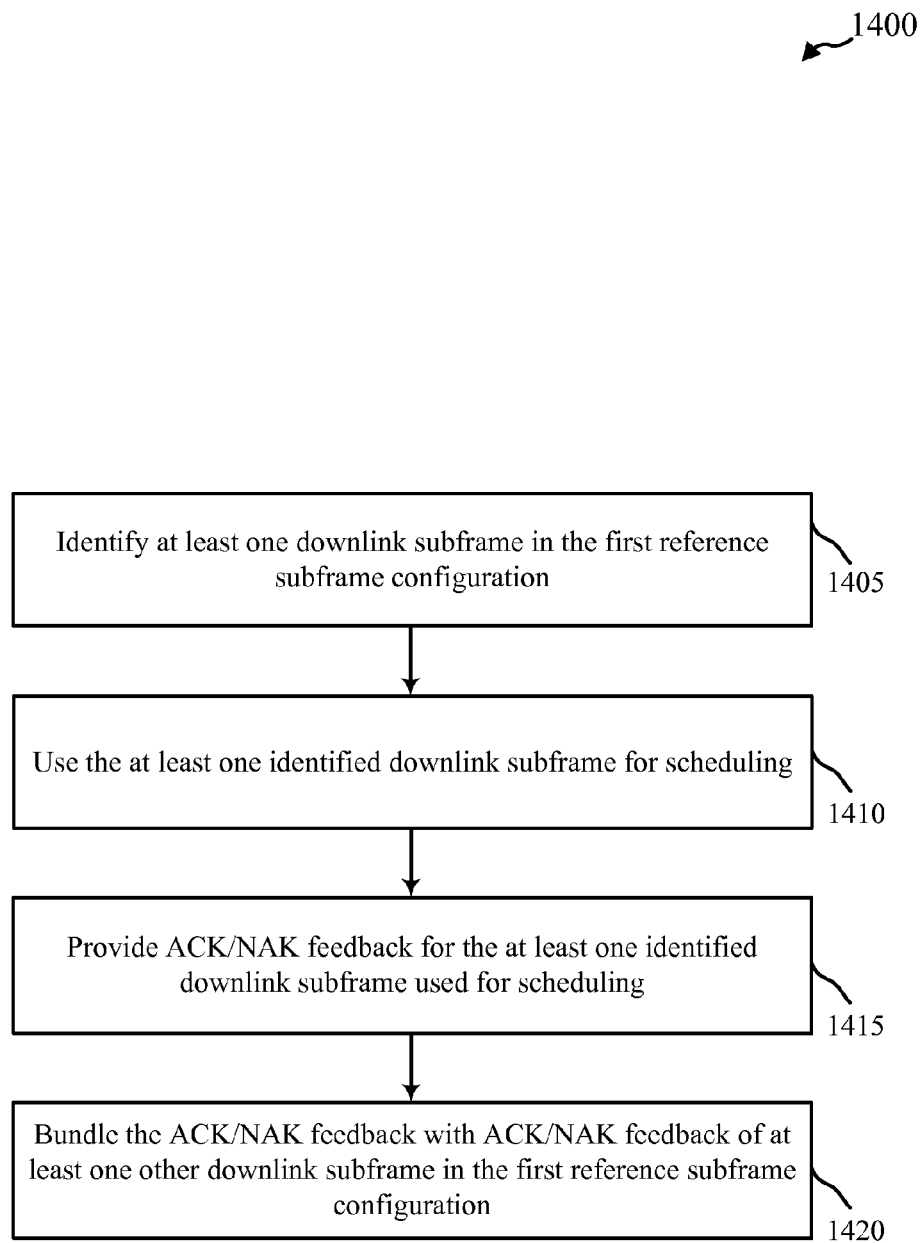 1400
Identify at least one downlink subframe in the first reference
subframe configuration
1405
Use the at least one identified downlink subframe for scheduling
1410
Provide ACK/NAK feedback for the at least one identified
downlink subframe used for scheduling
1415
Bundle the ACK/NAK feedback with ACK/NAK feedback of at
least one other downlink subframe in the first reference subframe
configuration
1420